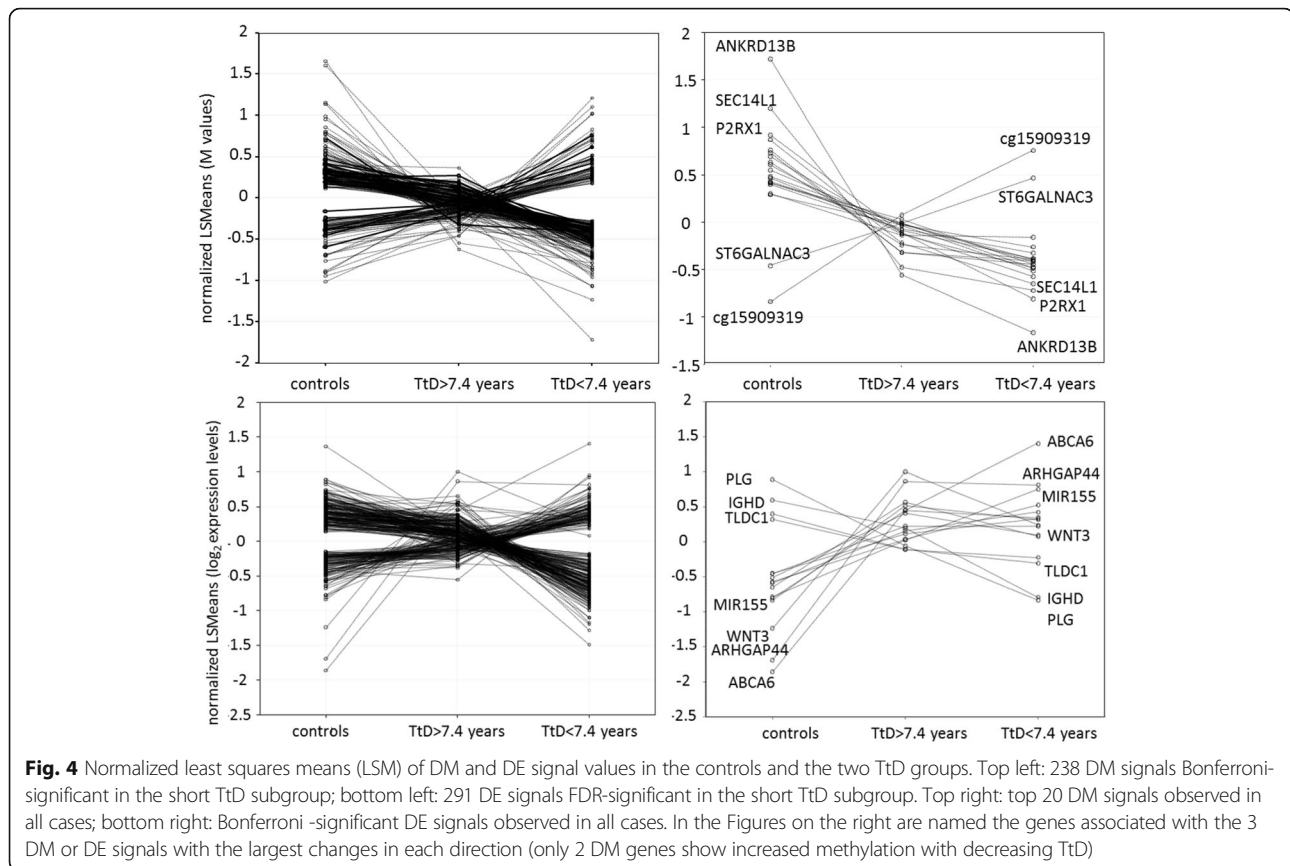 normalized LSMeans (M values)
2
1.5
1
0.5
0
-0.5
-1
-1.5
-2
controls TtD>7.4 years TtD<7.4 years
2
1.5
1
0.5
0
-0.5
-1
-1.5
ANKRD13B
SEC14L1
P2RX1
cg15909319
ST6GALNAC3
ST6GALNAC3
cg15909319
SEC14L1
P2RX1
ANKRD13B
controls TtD>7.4 years TtD<7.4 years
normalized LSMeans (log2 expression levels)
2
1.5
1
0.5
0
0.5
-1
-1.5
-2
2.5
controls TtD>7.4 years TtD<7.4 years
2
1.5
1
0.5
0
-0.5
-1
-1.5
-2
-2.5
PLG
IGHD
TLDC1
MIR155
WNT3
ARHGAP44
ABCA6
ABCA6
ARHGAP44
MIR155
WNT3
TLDC1
IGHD
PLG
controls TtD>7.4 years TtD<7.4 years
Fig. 4 Normalized least squares means (LSM) of DM and DE signal values in the controls and the two TtD groups. Top left: 238 DM signals Bonferroni-
significant in the short TtD subgroup; bottom left: 291 DE signals FDR-significant in the short TtD subgroup. Top right: top 20 DM signals observed in
all cases; bottom right: Bonferroni -significant DE signals observed in all cases. In the Figures on the right are named the genes associated with the 3
DM or DE signals with the largest changes in each direction (only 2 DM genes show increased methylation with decreasing TtD)